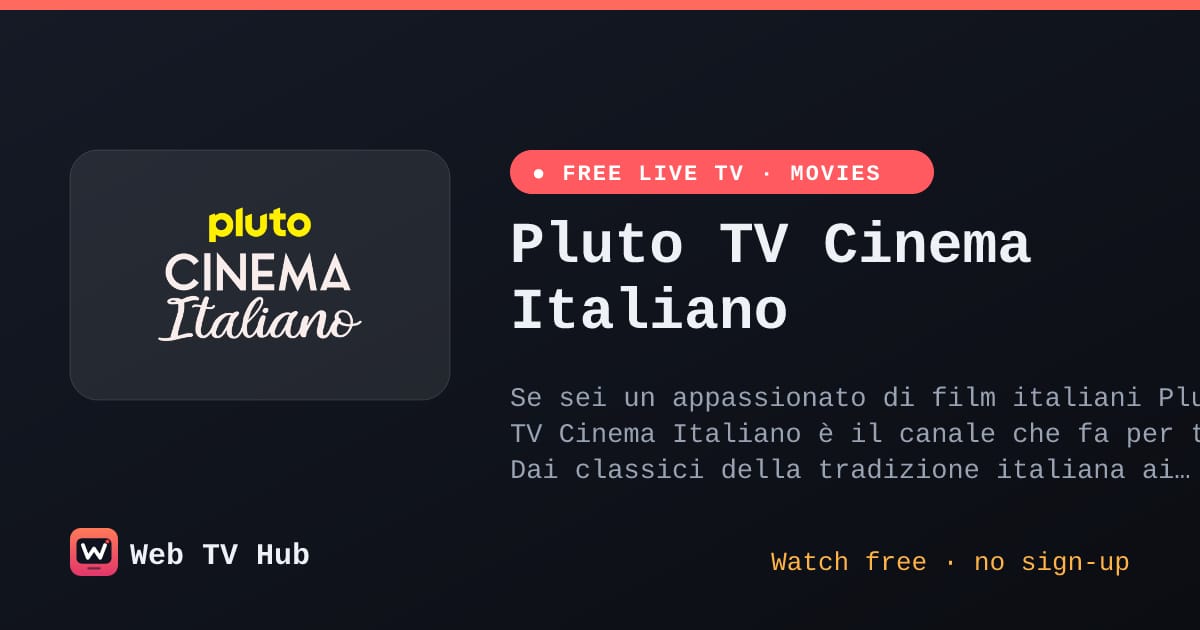 pluto
CINEMA
Italiano
● FREE LIVE TV · MOVIES
Pluto TV Cinema
Italiano
Se sei un appassionato di film italiani Plu
TV Cinema Italiano è il canale che fa per t
Dai classici della tradizione italiana ai…
W
Web TV Hub
Watch free · no sign-up